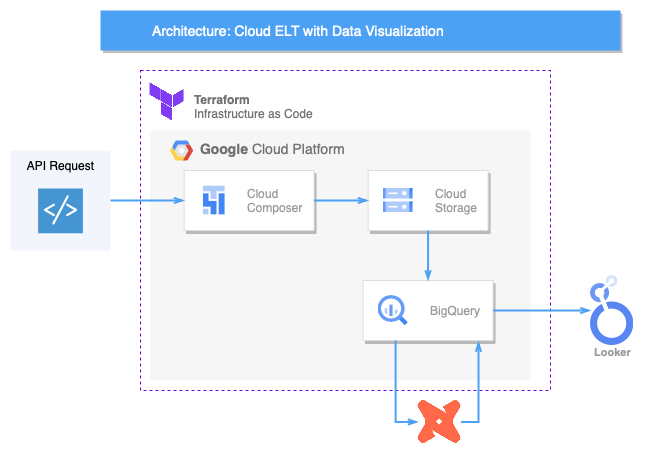 Architecture: Cloud ELT with Data Visualization
Terraform
Infrastructure as Code
Google Cloud Platform
API Request
</>
Cloud
Composer
Cloud
Storage
BigQuery
Looker